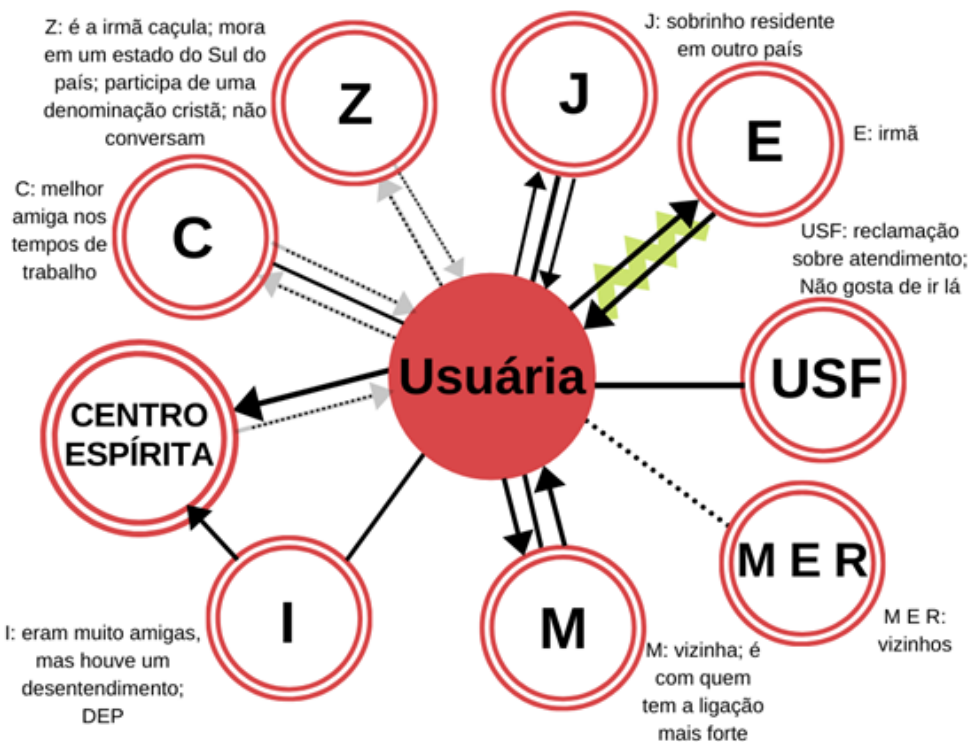 Z: é a irmã caçula; mora
em um estado do Sul do
país; participa de uma
denominação cristã; não
conversam
Z
J: sobrinho residente
em outro país
J
E
E: irmã
C: melhor
amiga nos
tempos de
trabalho
C
USF: reclamação
sobre atendimento;
Não gosta de ir lá
USF
Usuária
CENTRO
ESPÍRITA
M E R
M E R:
vizinhos
I
I: eram muito amigas,
mas houve um
desentendimento;
DEP
M
M: vizinha; é
com quem
tem a ligação
mais forte